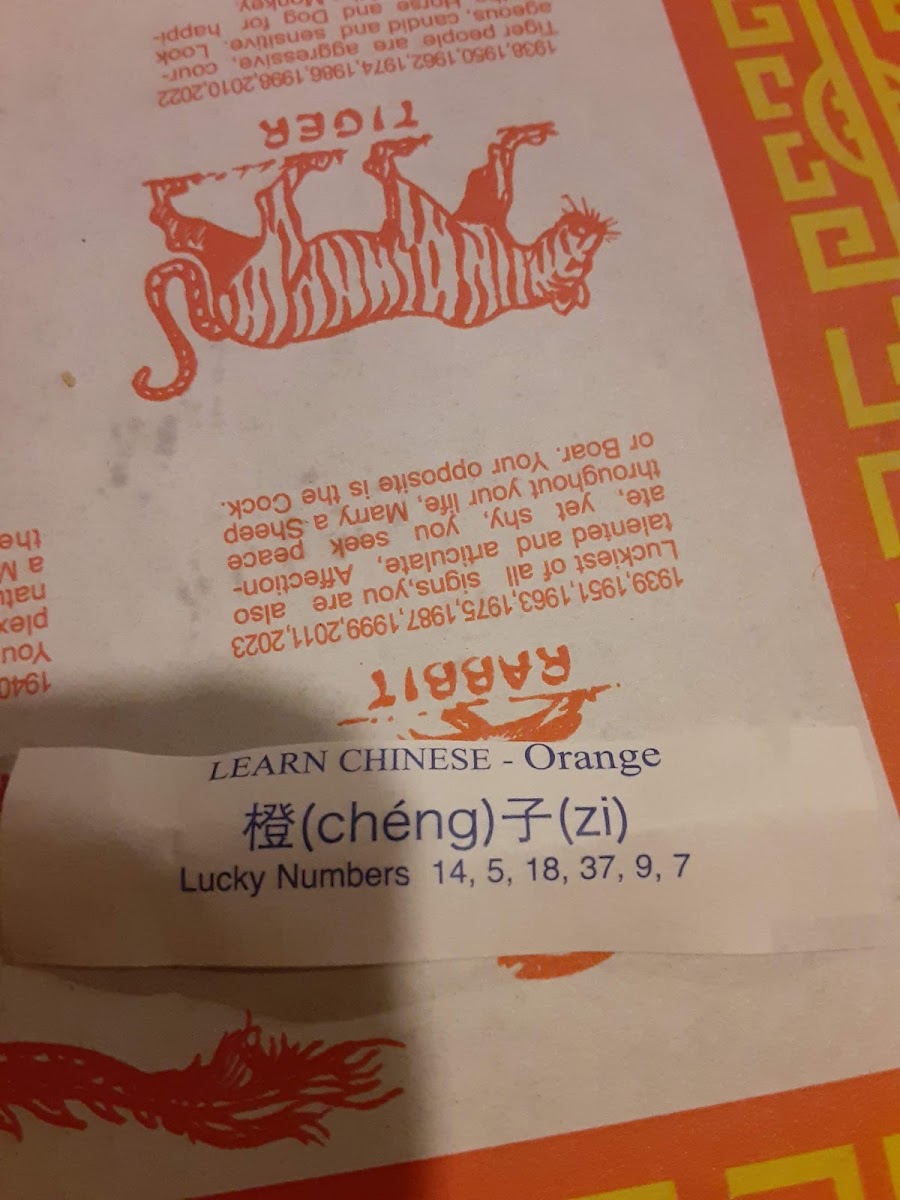 LEARN CHINESE - Orange
橙(chéng)子(zi)
Lucky Numbers 14, 5, 18, 37, 9, 7
RABBIT
1939,1951,1963,1975,1987,1999,2011,2023
Luckiest of all signs,you are also
talented and articulate, Affection-
ate, yet shy, you seek peace
throughout your life, Marry a Sheep
or Boar. Your opposite is the Cock.
TIGER
1938,1950,1962,1974,1986,1998,2010,2022
Tiger people are aggressive, cour-
ageous, candid and sensitive. Look
Horse and Dog for happi-
Monkey.
1940
You
a M
the